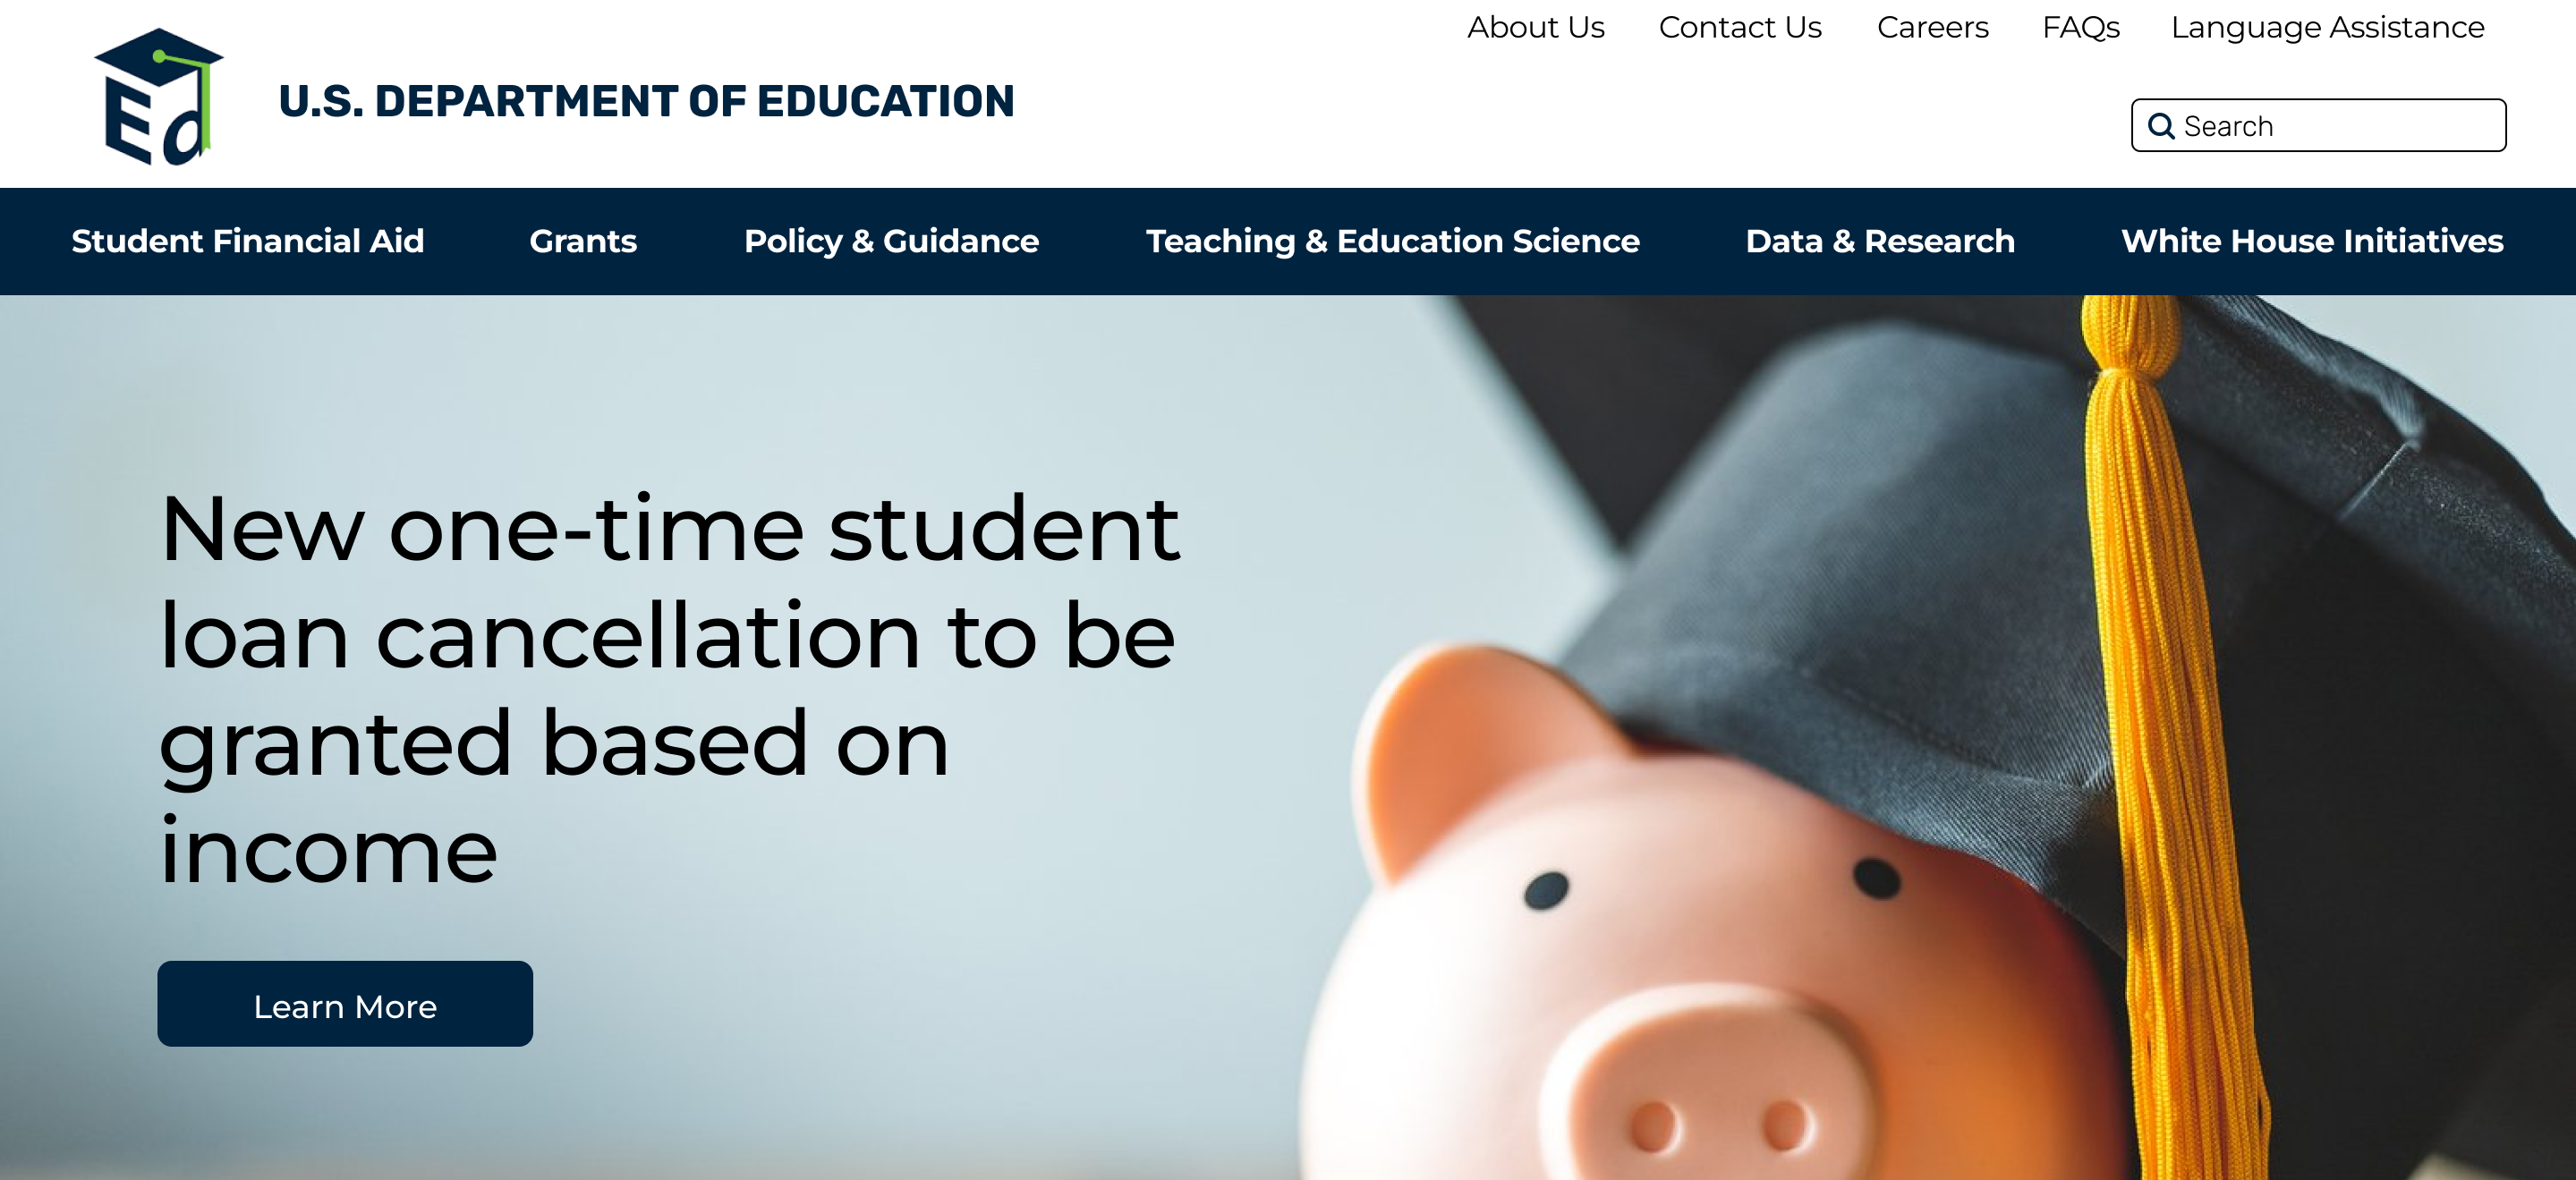 About Us Contact Us Careers FAQs Language Assistance
Ed
U.S. DEPARTMENT OF EDUCATION
Search
Student Financial Aid Grants Policy & Guidance Teaching & Education Science Data & Research White House Initiatives
New one-time student
loan cancellation to be
granted based on
income
Learn More